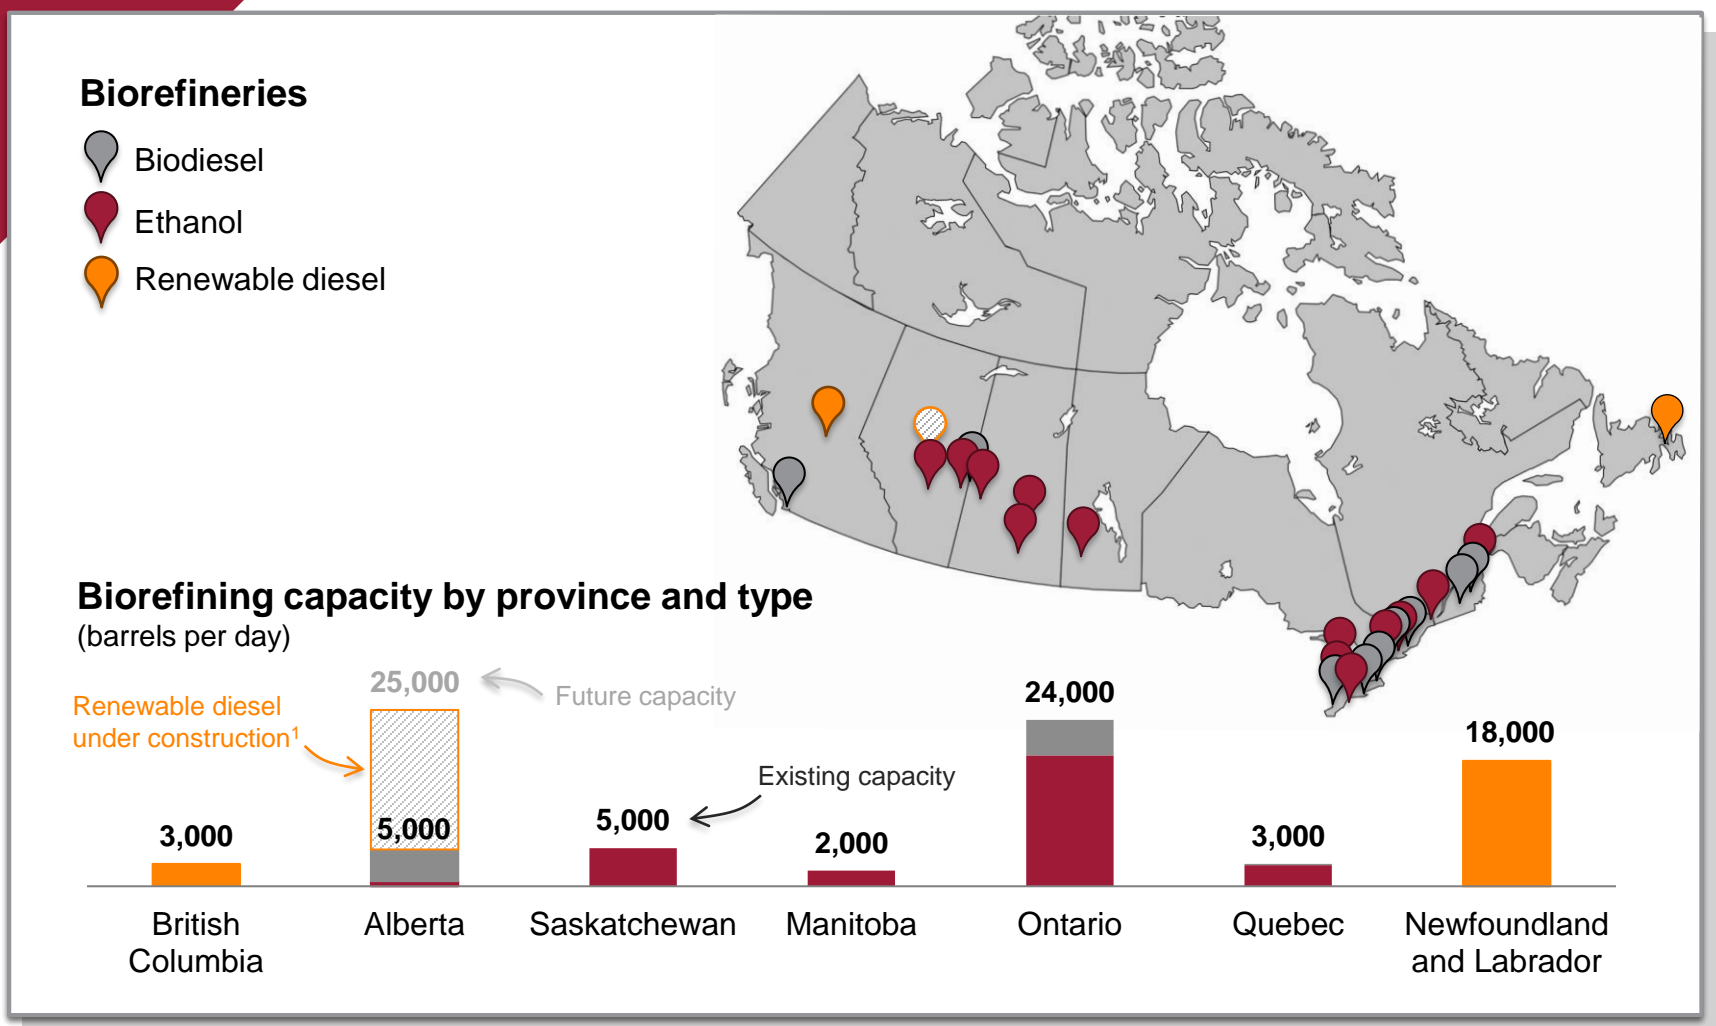 Biorefineries
Biodiesel
Ethanol
Renewable diesel
Biorefining capacity by province and type
(barrels per day)
25,000
Future capacity
Renewable diesel
under construction¹
24,000
18,000
Existing capacity
3,000
5,000
5,000
2,000
3,000
British
Columbia
Alberta
Saskatchewan
Manitoba
Ontario
Quebec
Newfoundland
and Labrador